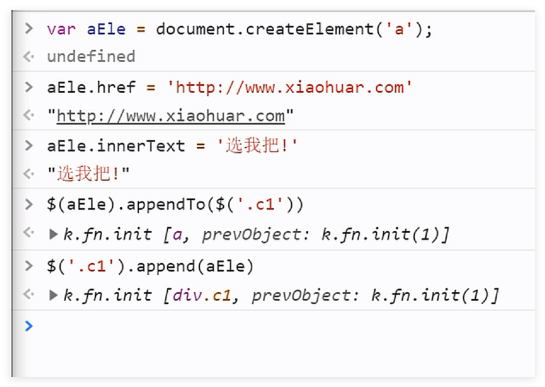 > var aEle = document.createElement('a');
undefined
> aEle.href = 'http://www.xiaohuar.com'
"http://www.xiaohuar.com"
> aEle.innerText = '选我把!'
"选我把!"
> $(aEle).appendTo($('.c1'))
▶k.fn.init [a, prevObject: k.fn.init(1)]
> $('.c1').append(aEle)
▶k.fn.init [div.c1, prevObject: k.fn.init(1)]
>